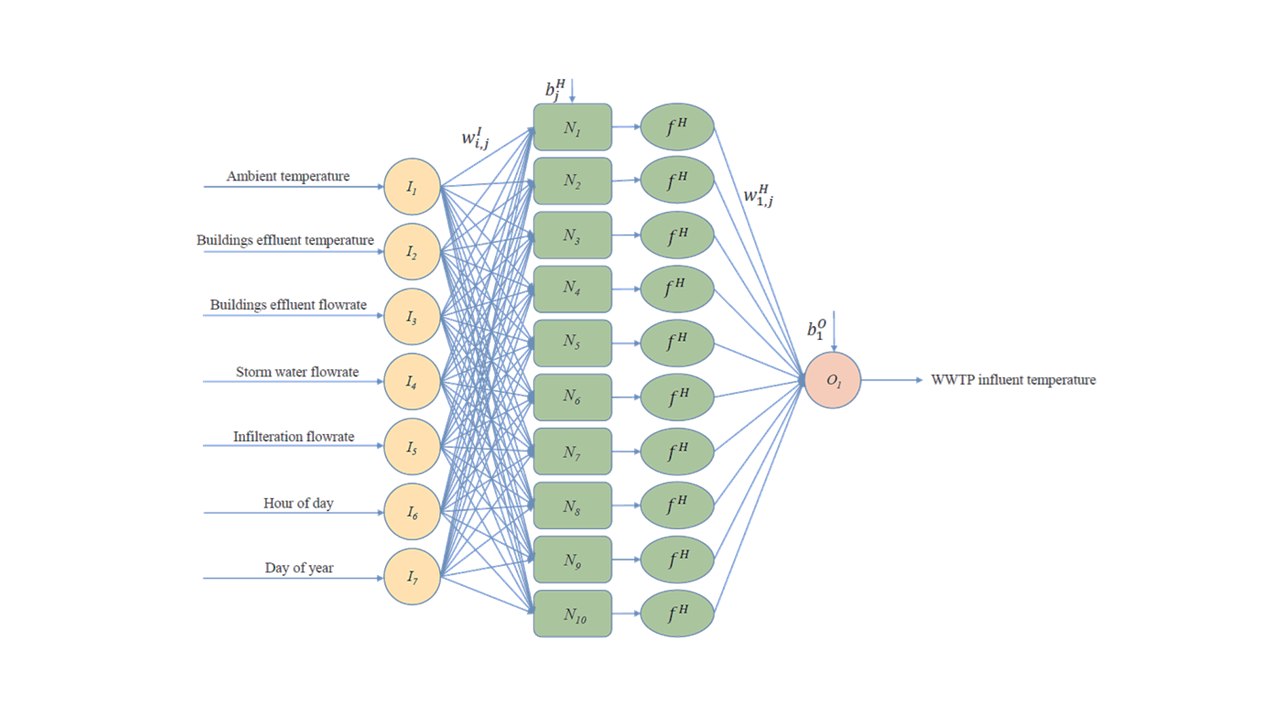 b_j^H
w_{i,j}^I
Ambient temperature
Buildings effluent temperature
Buildings effluent flowrate
Storm water flowrate
Infilteration flowrate
Hour of day
Day of year
I_1
I_2
I_3
I_4
I_5
I_6
I_7
N_1
N_2
N_3
N_4
N_5
N_6
N_7
N_8
N_9
N_10
f^H
f^H
f^H
f^H
f^H
f^H
f^H
f^H
f^H
f^H
w_{1,j}^H
b_1^O
O_1
WWTP influent temperature